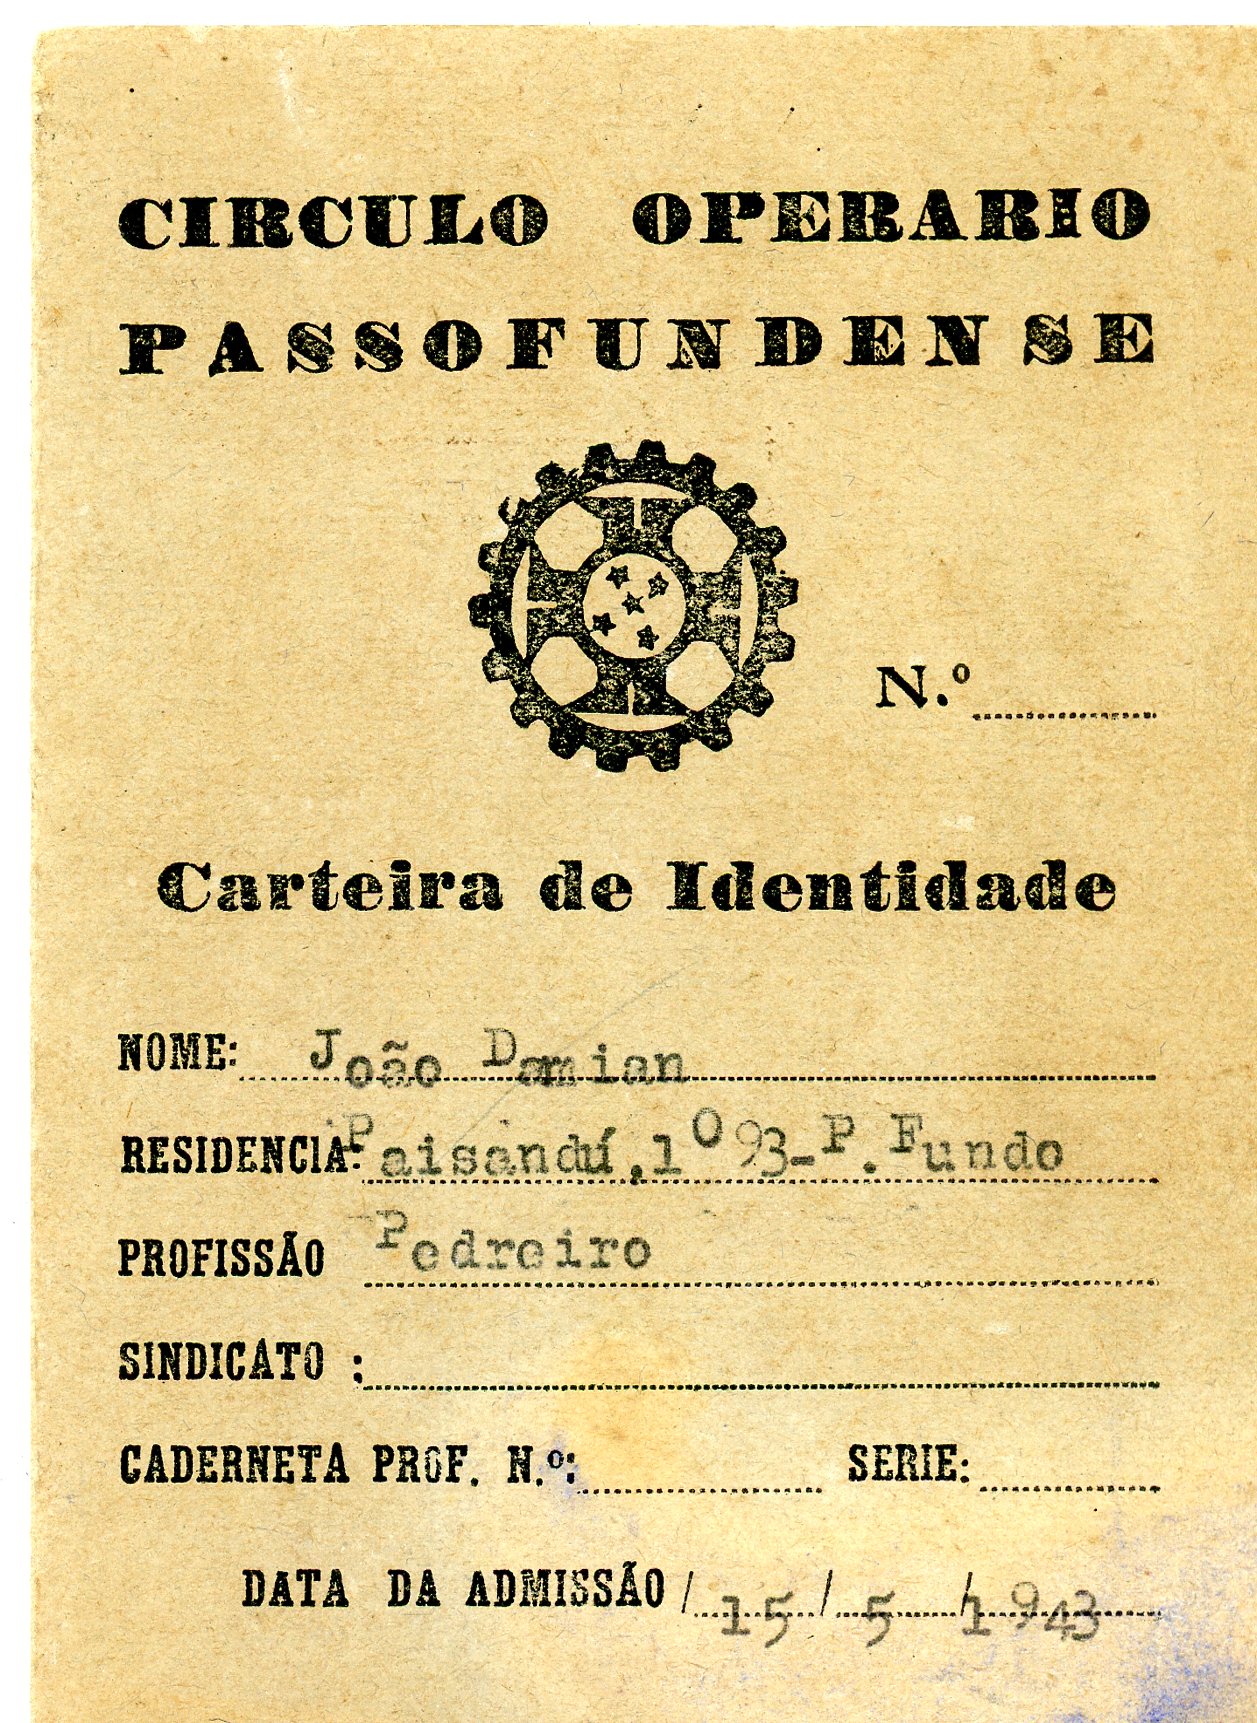 CIRCULO OPERARIO
PASSOFUNDENSE
N.º
Carteira de Identidade
NOME: João Damian
RESIDENCIA: Paisandú,1093-P.Fundo
PROFISSÃO Pedreiro
SINDICATO :
CADERNETA PROF. N.º: SERIE:
DATA DA ADMISSÃO / 15 / 5 / 1943